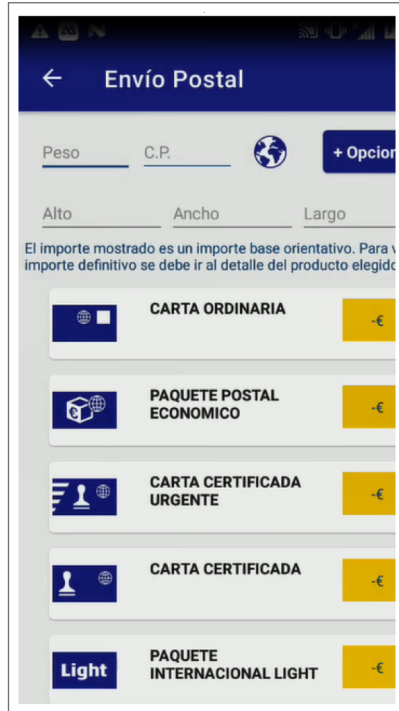 Envío Postal
Peso C.P. + Opcion
Alto Ancho Largo
El importe mostrado es un importe base orientativo. Para v
importe definitivo se debe ir al detalle del producto elegido
CARTA ORDINARIA
-€
PAQUETE POSTAL
ECONOMICO
-€
CARTA CERTIFICADA
URGENTE
-€
CARTA CERTIFICADA
-€
Light
PAQUETE
INTERNACIONAL LIGHT
-€